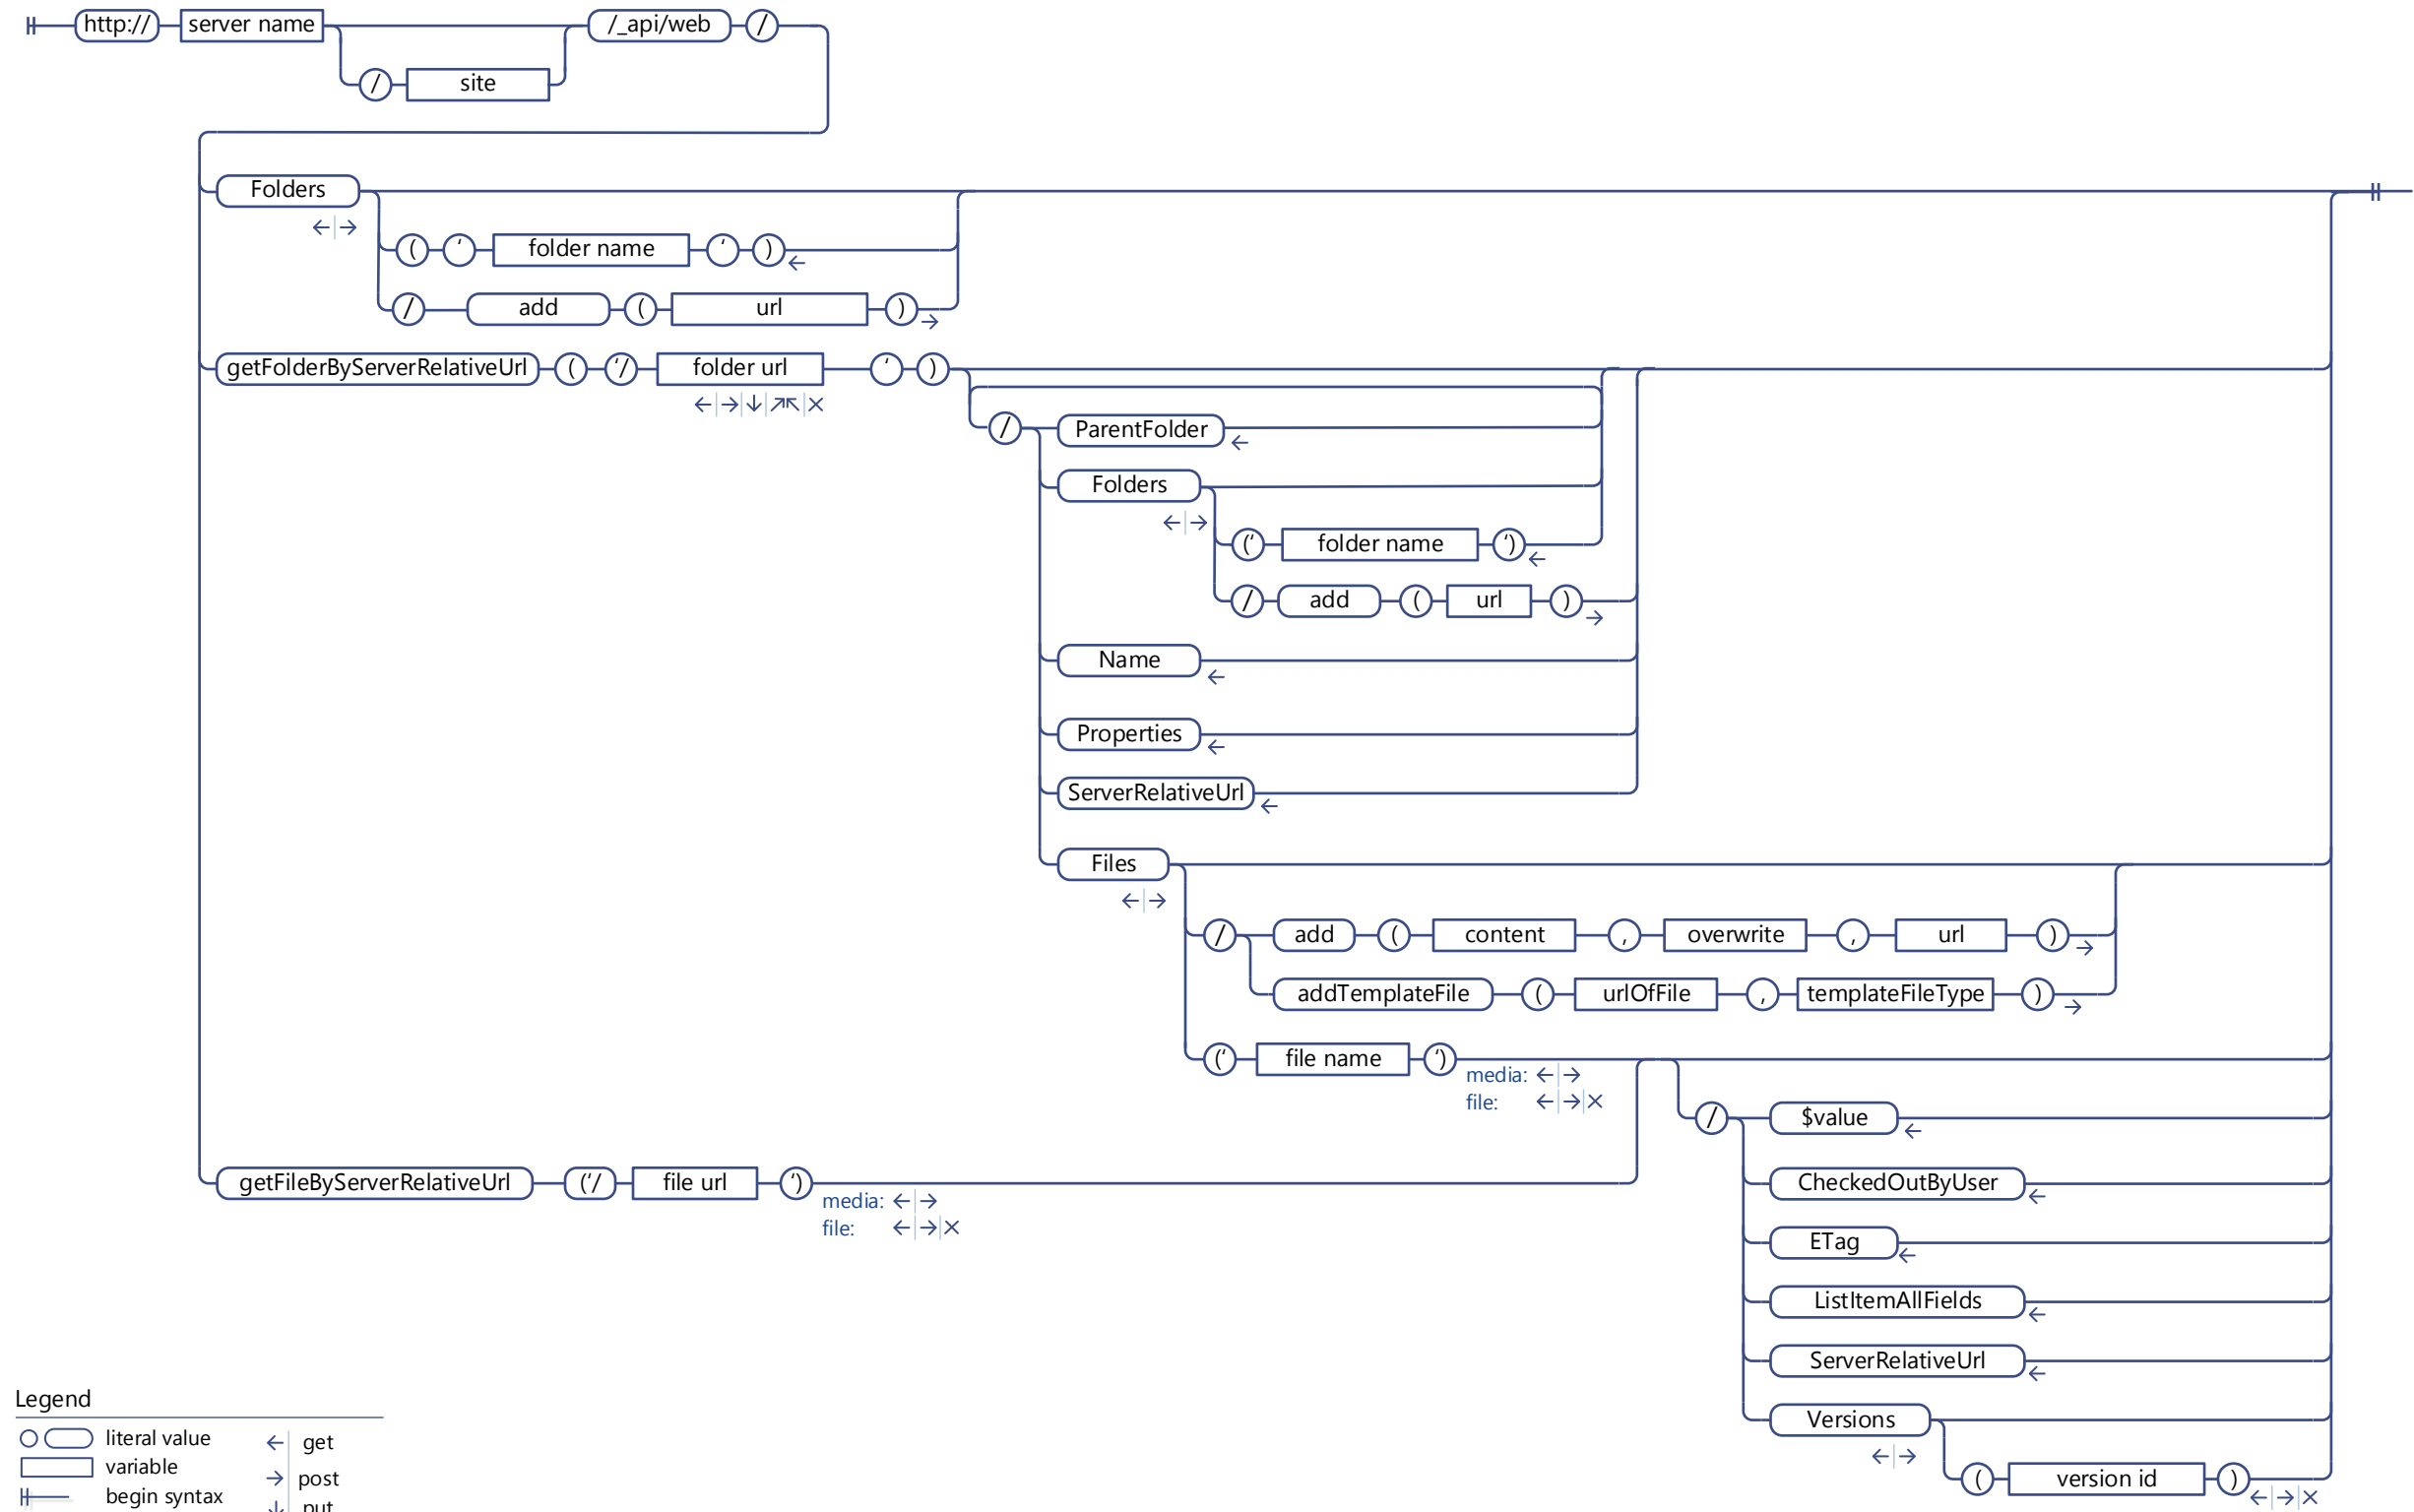 http:// server name /_api/web /
/ site
Folders
( ‘ folder name ‘ )
/ add ( url )
getFolderByServerRelativeUrl ( ‘/ folder url ‘ )
/ ParentFolder
Folders
(‘ folder name ‘)
/ add ( url )
Name
Properties
ServerRelativeUrl
Files
/ add ( content , overwrite , url )
addTemplateFile ( urlOfFile , templateFileType )
(‘ file name ‘)
media:
file:
/ $value
getFileByServerRelativeUrl (‘/ file url ‘)
CheckedOutByUser
media:
file:
ETag
ListItemAllFields
ServerRelativeUrl
Versions
( version id )
Legend
literal value get
variable post
begin syntax put